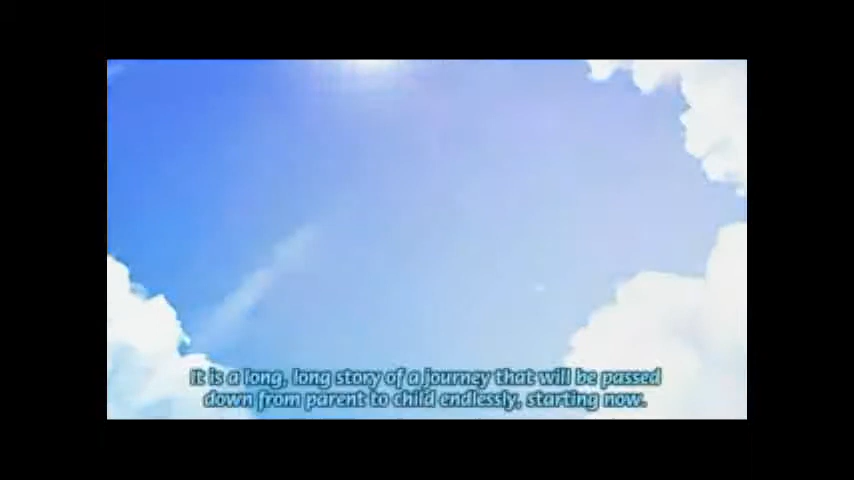 It is a long, long story of a journey that will be passed
down from parent to child endlessly, starting now.